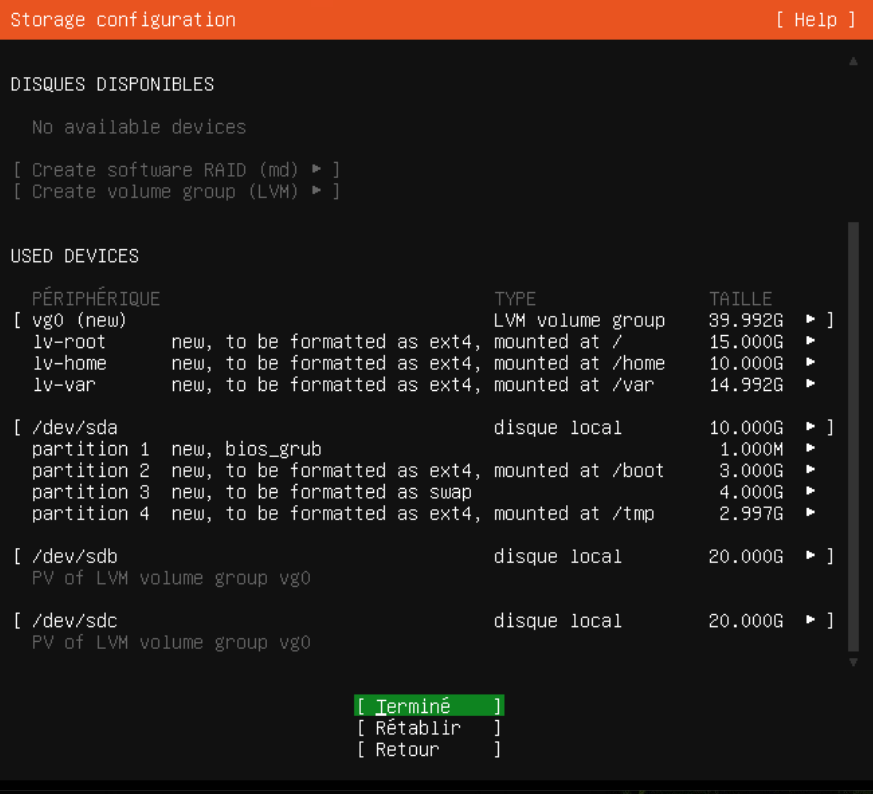 Storage configuration [ Help ]
DISQUES DISPONIBLES
No available devices
[ Create software RAID (md) ▸ ]
[ Create volume group (LVM) ▸ ]
USED DEVICES
PÉRIPHÉRIQUE TYPE TAILLE
[ vg0 (new) LVM volume group 39.992G ▸ ]
lv-root new, to be formatted as ext4, mounted at / 15.000G ▸
lv-home new, to be formatted as ext4, mounted at /home 10.000G ▸
lv-var new, to be formatted as ext4, mounted at /var 14.992G ▸
[ /dev/sda disque local 10.000G ▸ ]
partition 1 new, bios_grub 1.000M ▸
partition 2 new, to be formatted as ext4, mounted at /boot 3.000G ▸
partition 3 new, to be formatted as swap 4.000G ▸
partition 4 new, to be formatted as ext4, mounted at /tmp 2.997G ▸
[ /dev/sdb disque local 20.000G ▸ ]
PV of LVM volume group vg0
[ /dev/sdc disque local 20.000G ▸ ]
PV of LVM volume group vg0
[ Terminé ]
[ Rétablir ]
[ Retour ]